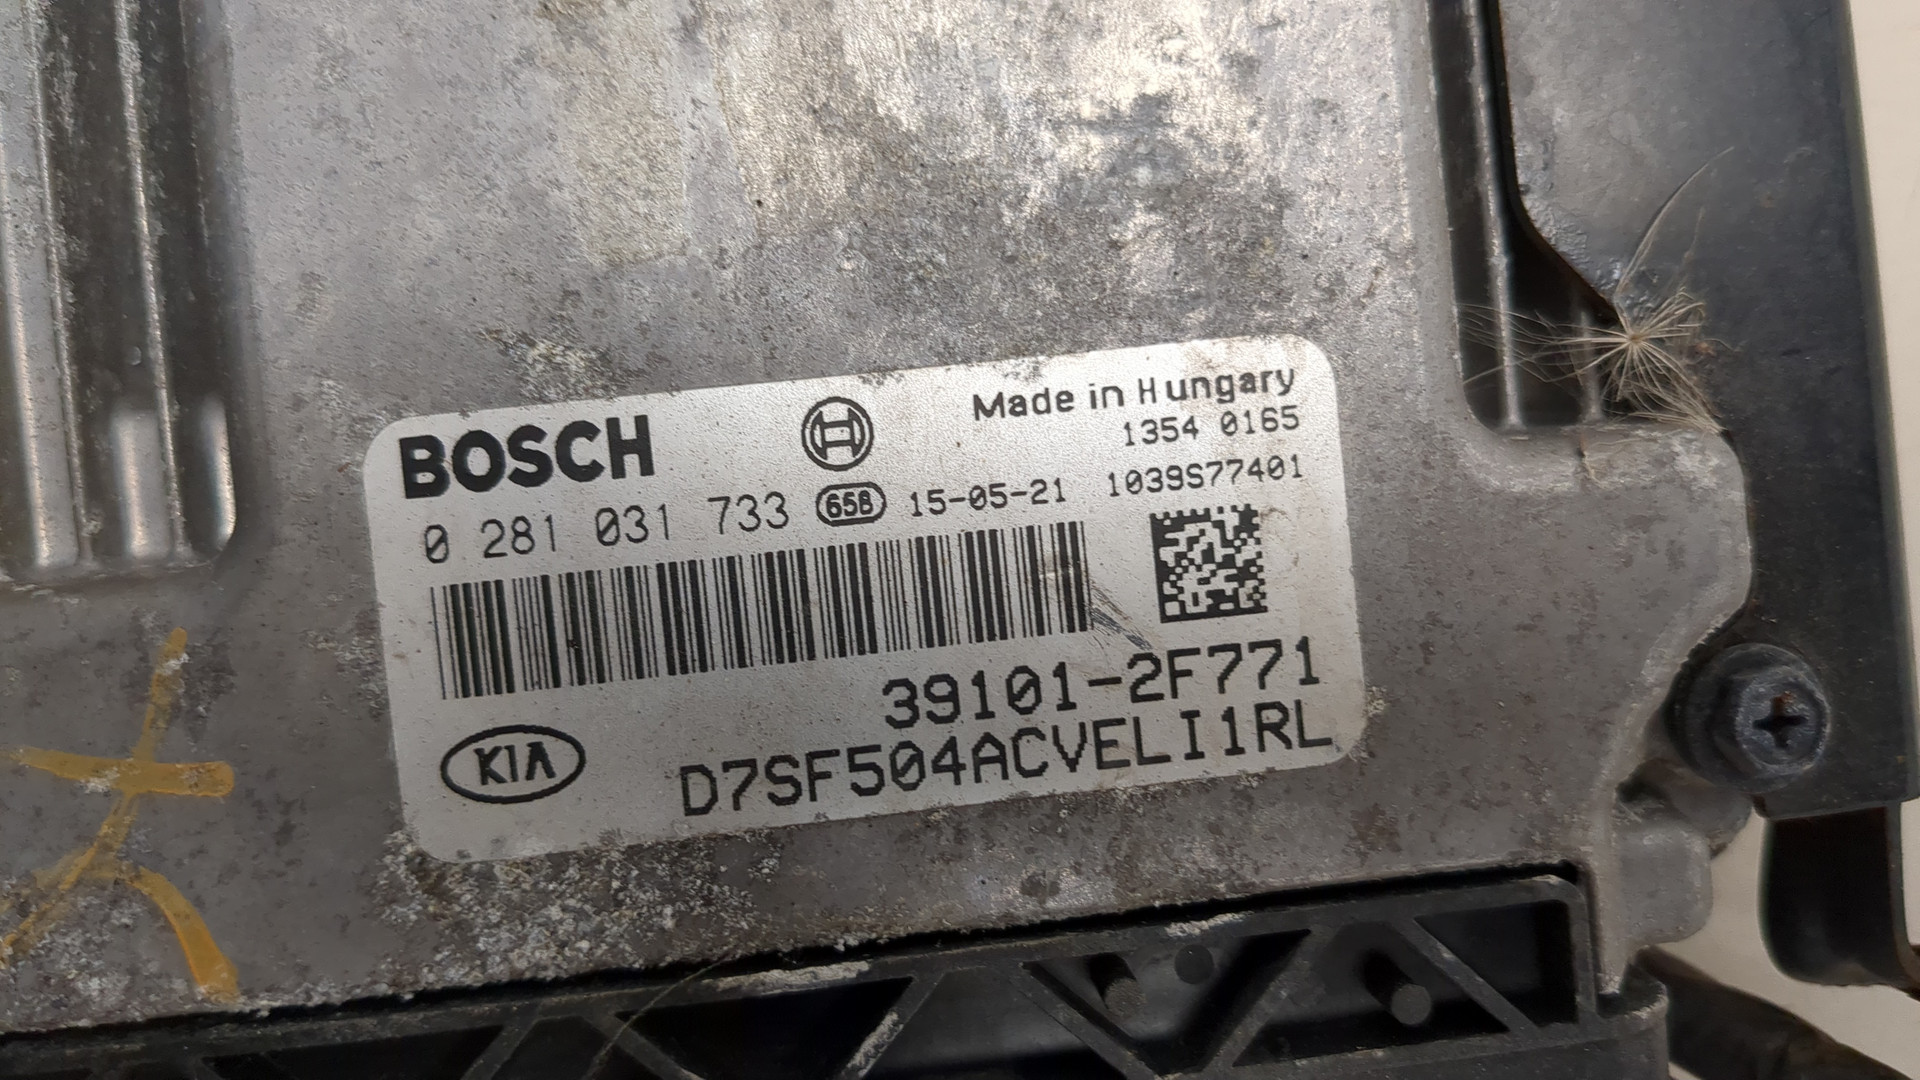 BOSCH
Made in Hungary
1354 0165
0 281 031 733 658 15-05-21 1039S77401
39101-2F771
KIA
D7SF504ACVELI1RL